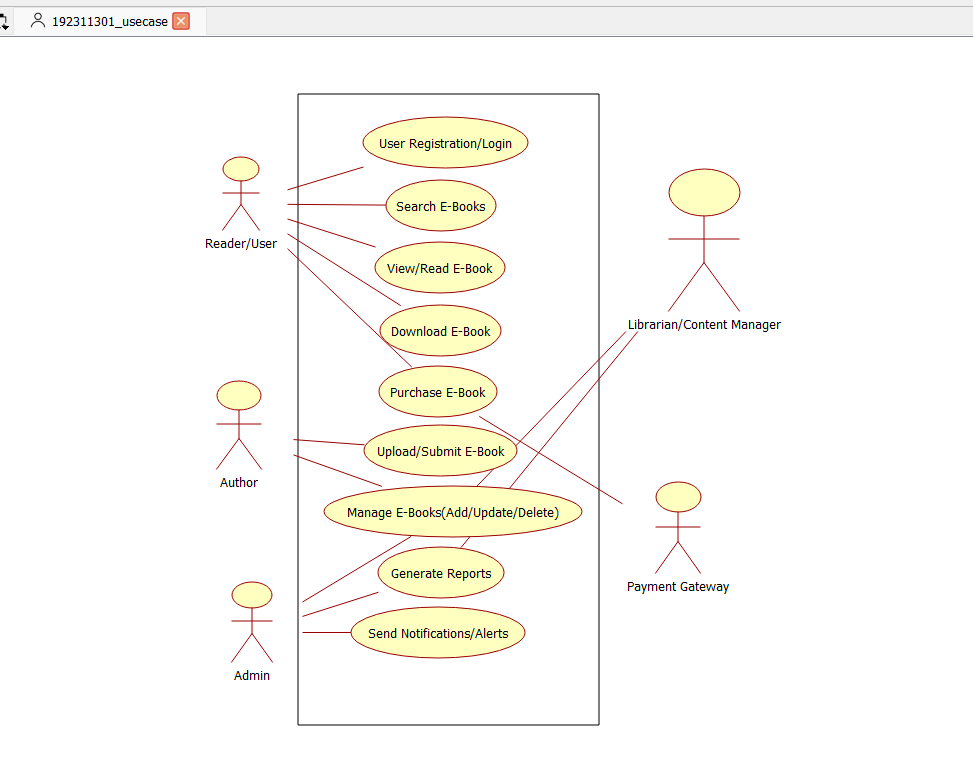 192311301_usecase
User Registration/Login
Search E-Books
Reader/User
View/Read E-Book
Librarian/Content Manager
Download E-Book
Purchase E-Book
Upload/Submit E-Book
Author
Manage E-Books(Add/Update/Delete)
Generate Reports
Payment Gateway
Send Notifications/Alerts
Admin